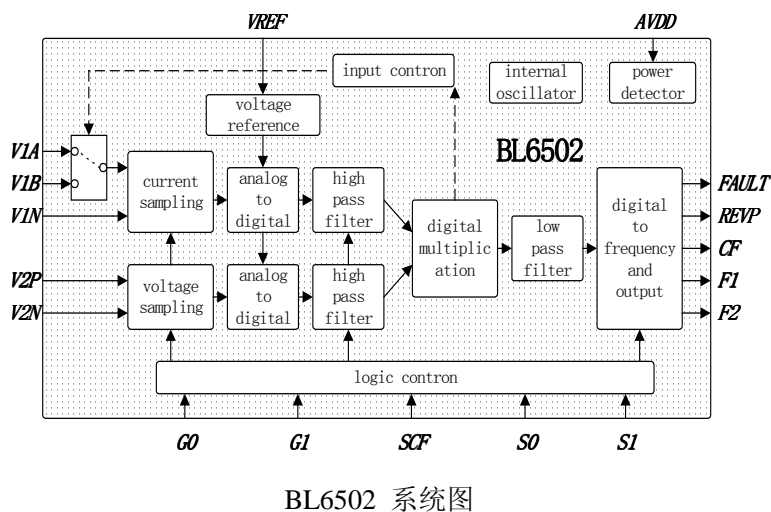 VREF
AVDD
input contron
internal
oscillator
power
detector
voltage
reference
BL6502
V1A
V1B
V1N
V2P
V2N
current
sampling
analog
to
digital
high
pass
filter
digital
multiplic
ation
low
pass
filter
digital
to
frequency
and
output
voltage
sampling
analog
to
digital
high
pass
filter
FAULT
REVP
CF
F1
F2
logic contron
G0
G1
SCF
S0
S1
BL6502 系统图